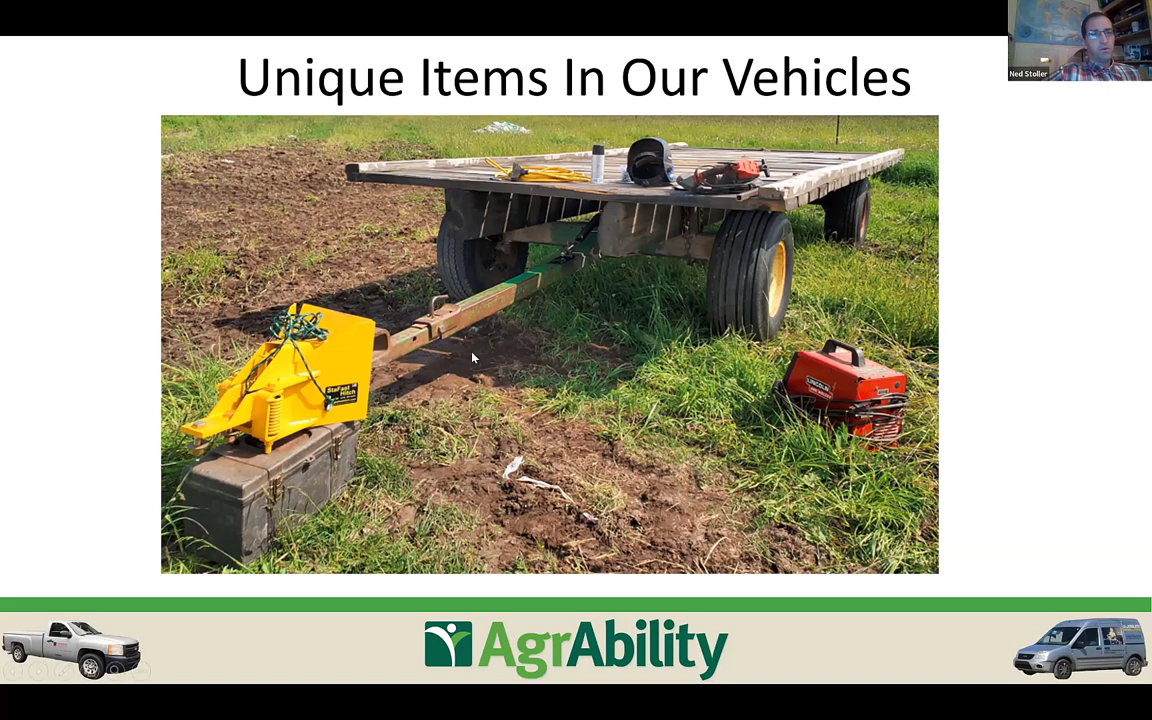 Unique Items In Our Vehicles
Ned Stoller
StaFast
Hitch
LINCOLN
AgrAbility